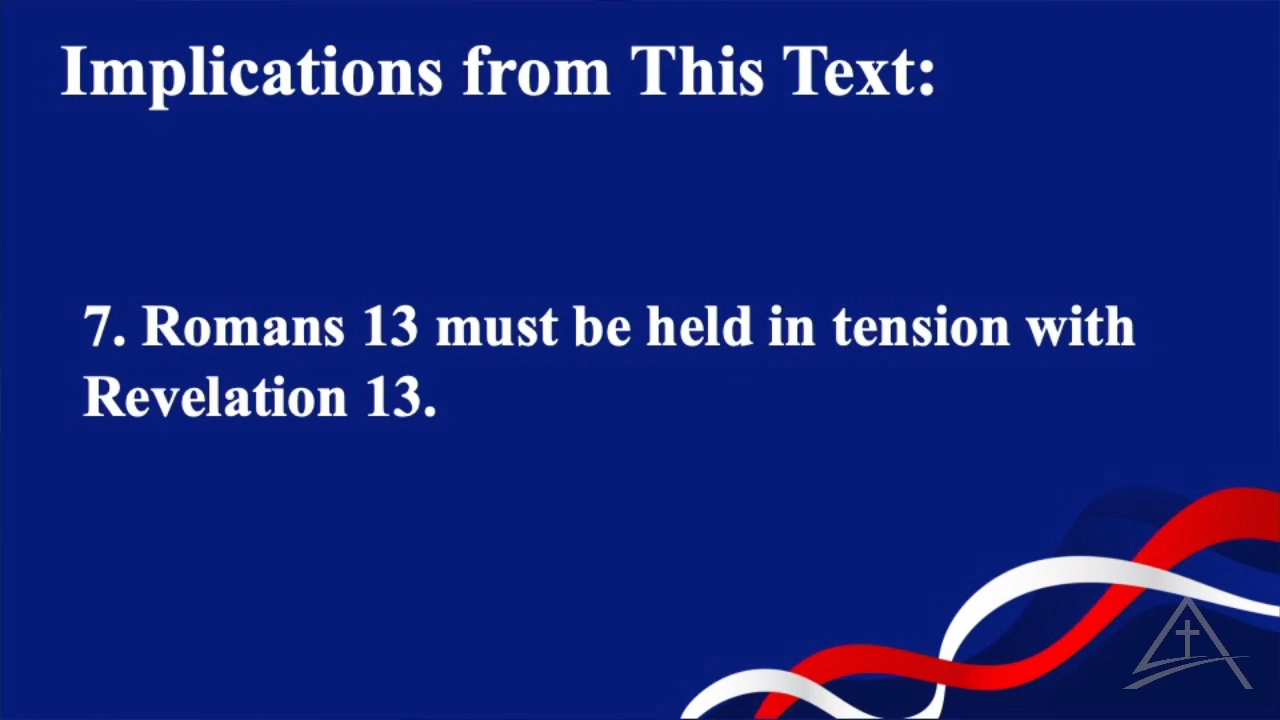 Implications from This Text:
7. Romans 13 must be held in tension with
Revelation 13.